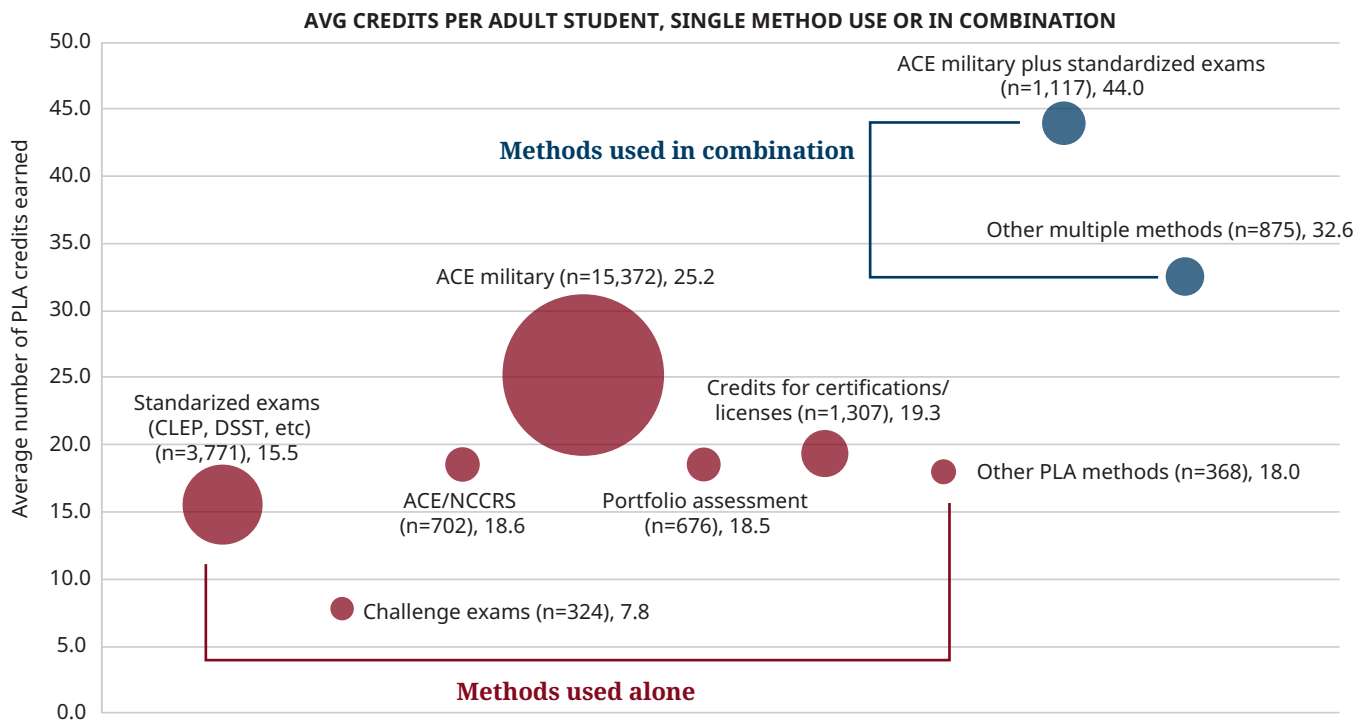 AVG CREDITS PER ADULT STUDENT, SINGLE METHOD USE OR IN COMBINATION
Average number of PLA credits earned
50.0
45.0
40.0
35.0
30.0
25.0
20.0
15.0
10.0
5.0
0.0
ACE military plus standardized exams
(n=1,117), 44.0
Methods used in combination
Other multiple methods (n=875), 32.6
ACE military (n=15,372), 25.2
Standarized exams
(CLEP, DSST, etc)
(n=3,771), 15.5
Credits for certifications/
licenses (n=1,307), 19.3
ACE/NCCRS
(n=702), 18.6
Portfolio assessment
(n=676), 18.5
Other PLA methods (n=368), 18.0
Challenge exams (n=324), 7.8
Methods used alone